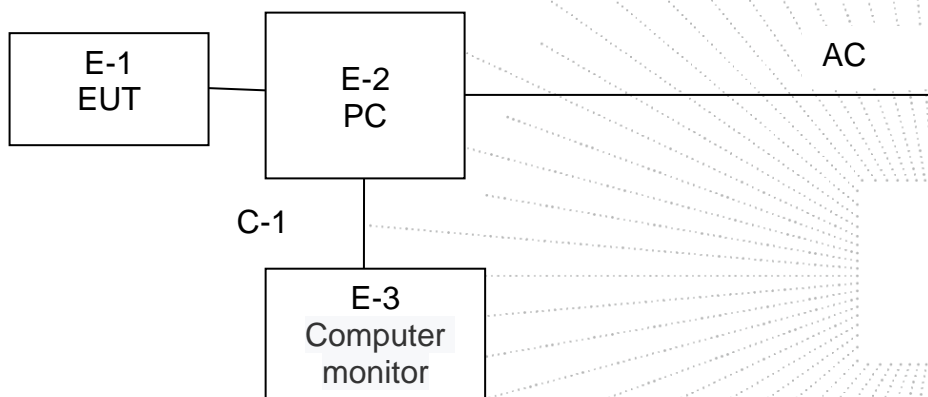 E-1
EUT
E-2
PC
AC
C-1
E-3
Computer
monitor